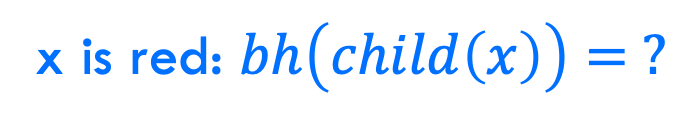 x is red: bh(child(x)) = ?